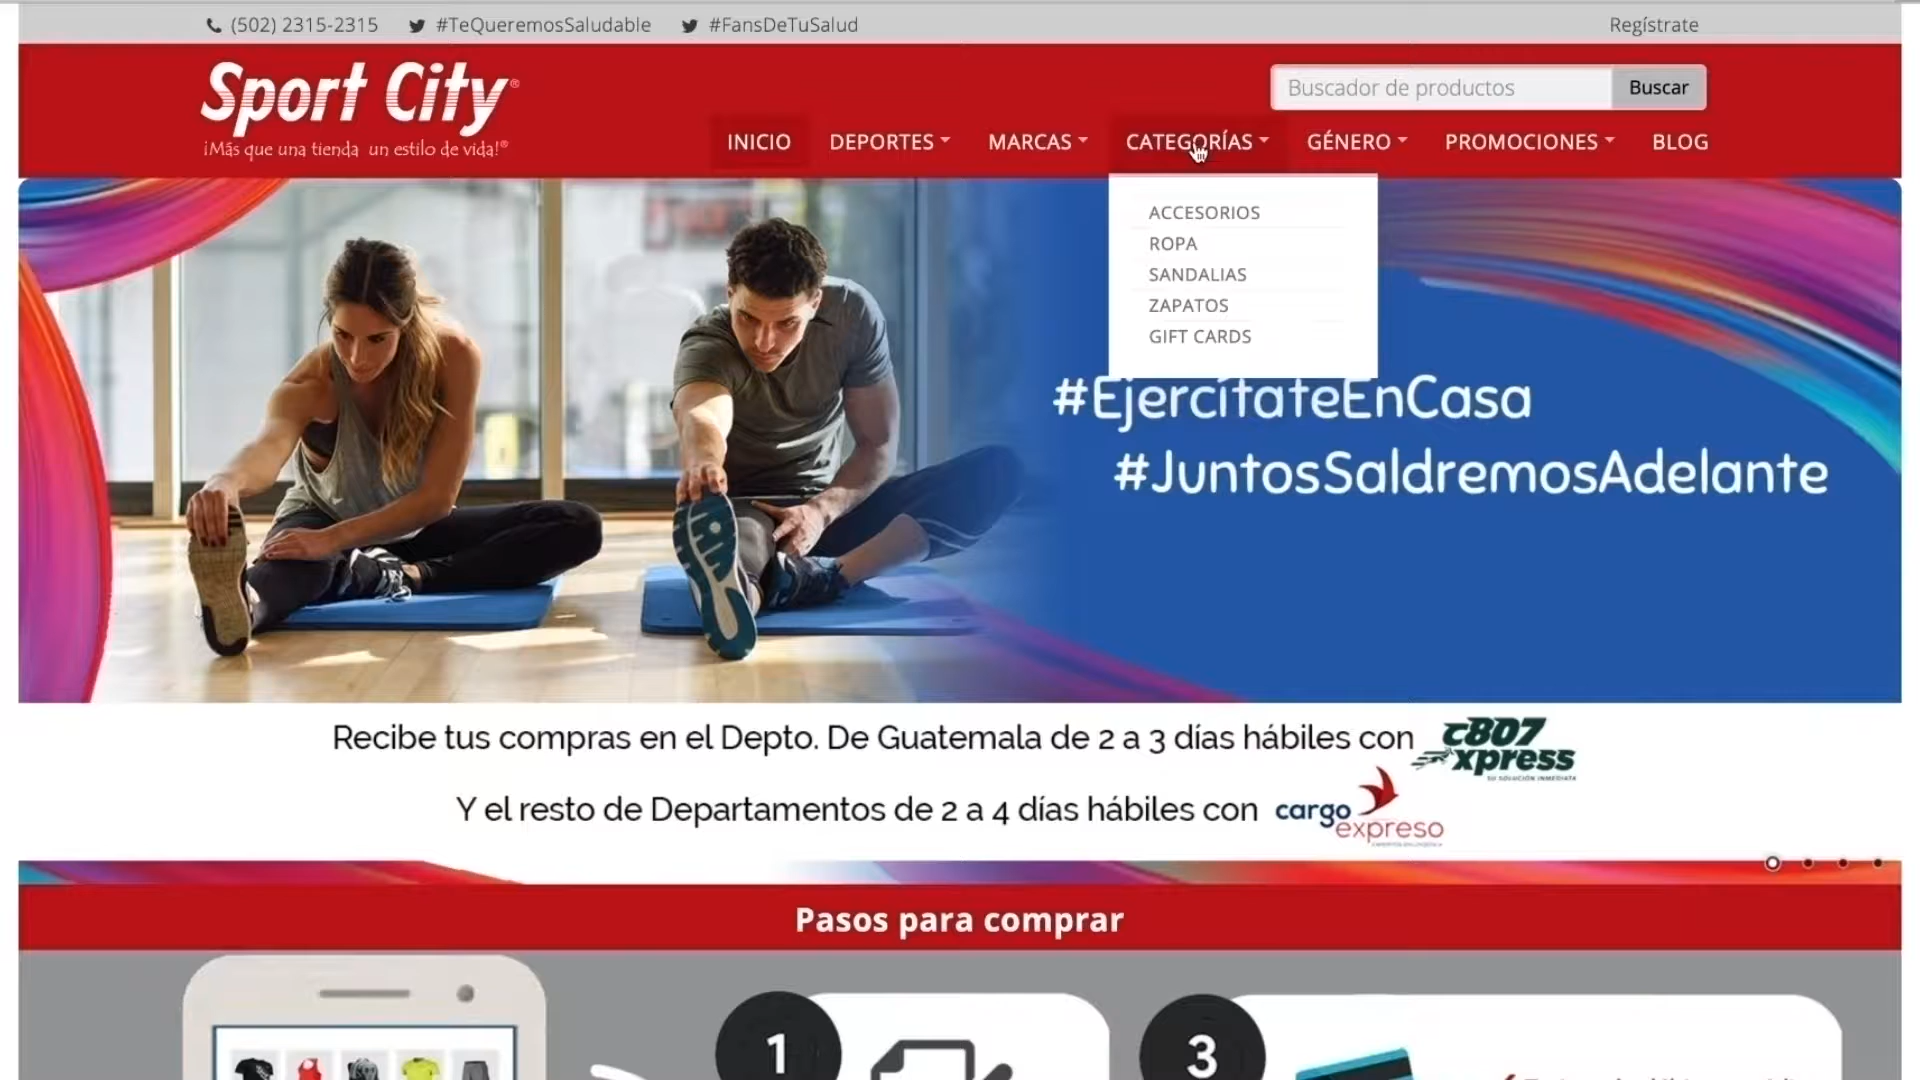 (502) 2315-2315 #TeQueremosSaludable #FansDeTuSalud Regístrate
Sport City®
¡Más que una tienda un estilo de vida!®
Buscador de productos Buscar
INICIO DEPORTES MARCAS CATEGORÍAS GÉNERO PROMOCIONES BLOG
ACCESORIOS
ROPA
SANDALIAS
ZAPATOS
GIFT CARDS
#EjercítateEnCasa
#JuntosSaldremosAdelante
Recibe tus compras en el Depto. De Guatemala de 2 a 3 días hábiles con c807 xpress
SU SOLUCIÓN INMEDIATA
Y el resto de Departamentos de 2 a 4 días hábiles con cargo expreso
Pasos para comprar
1
3